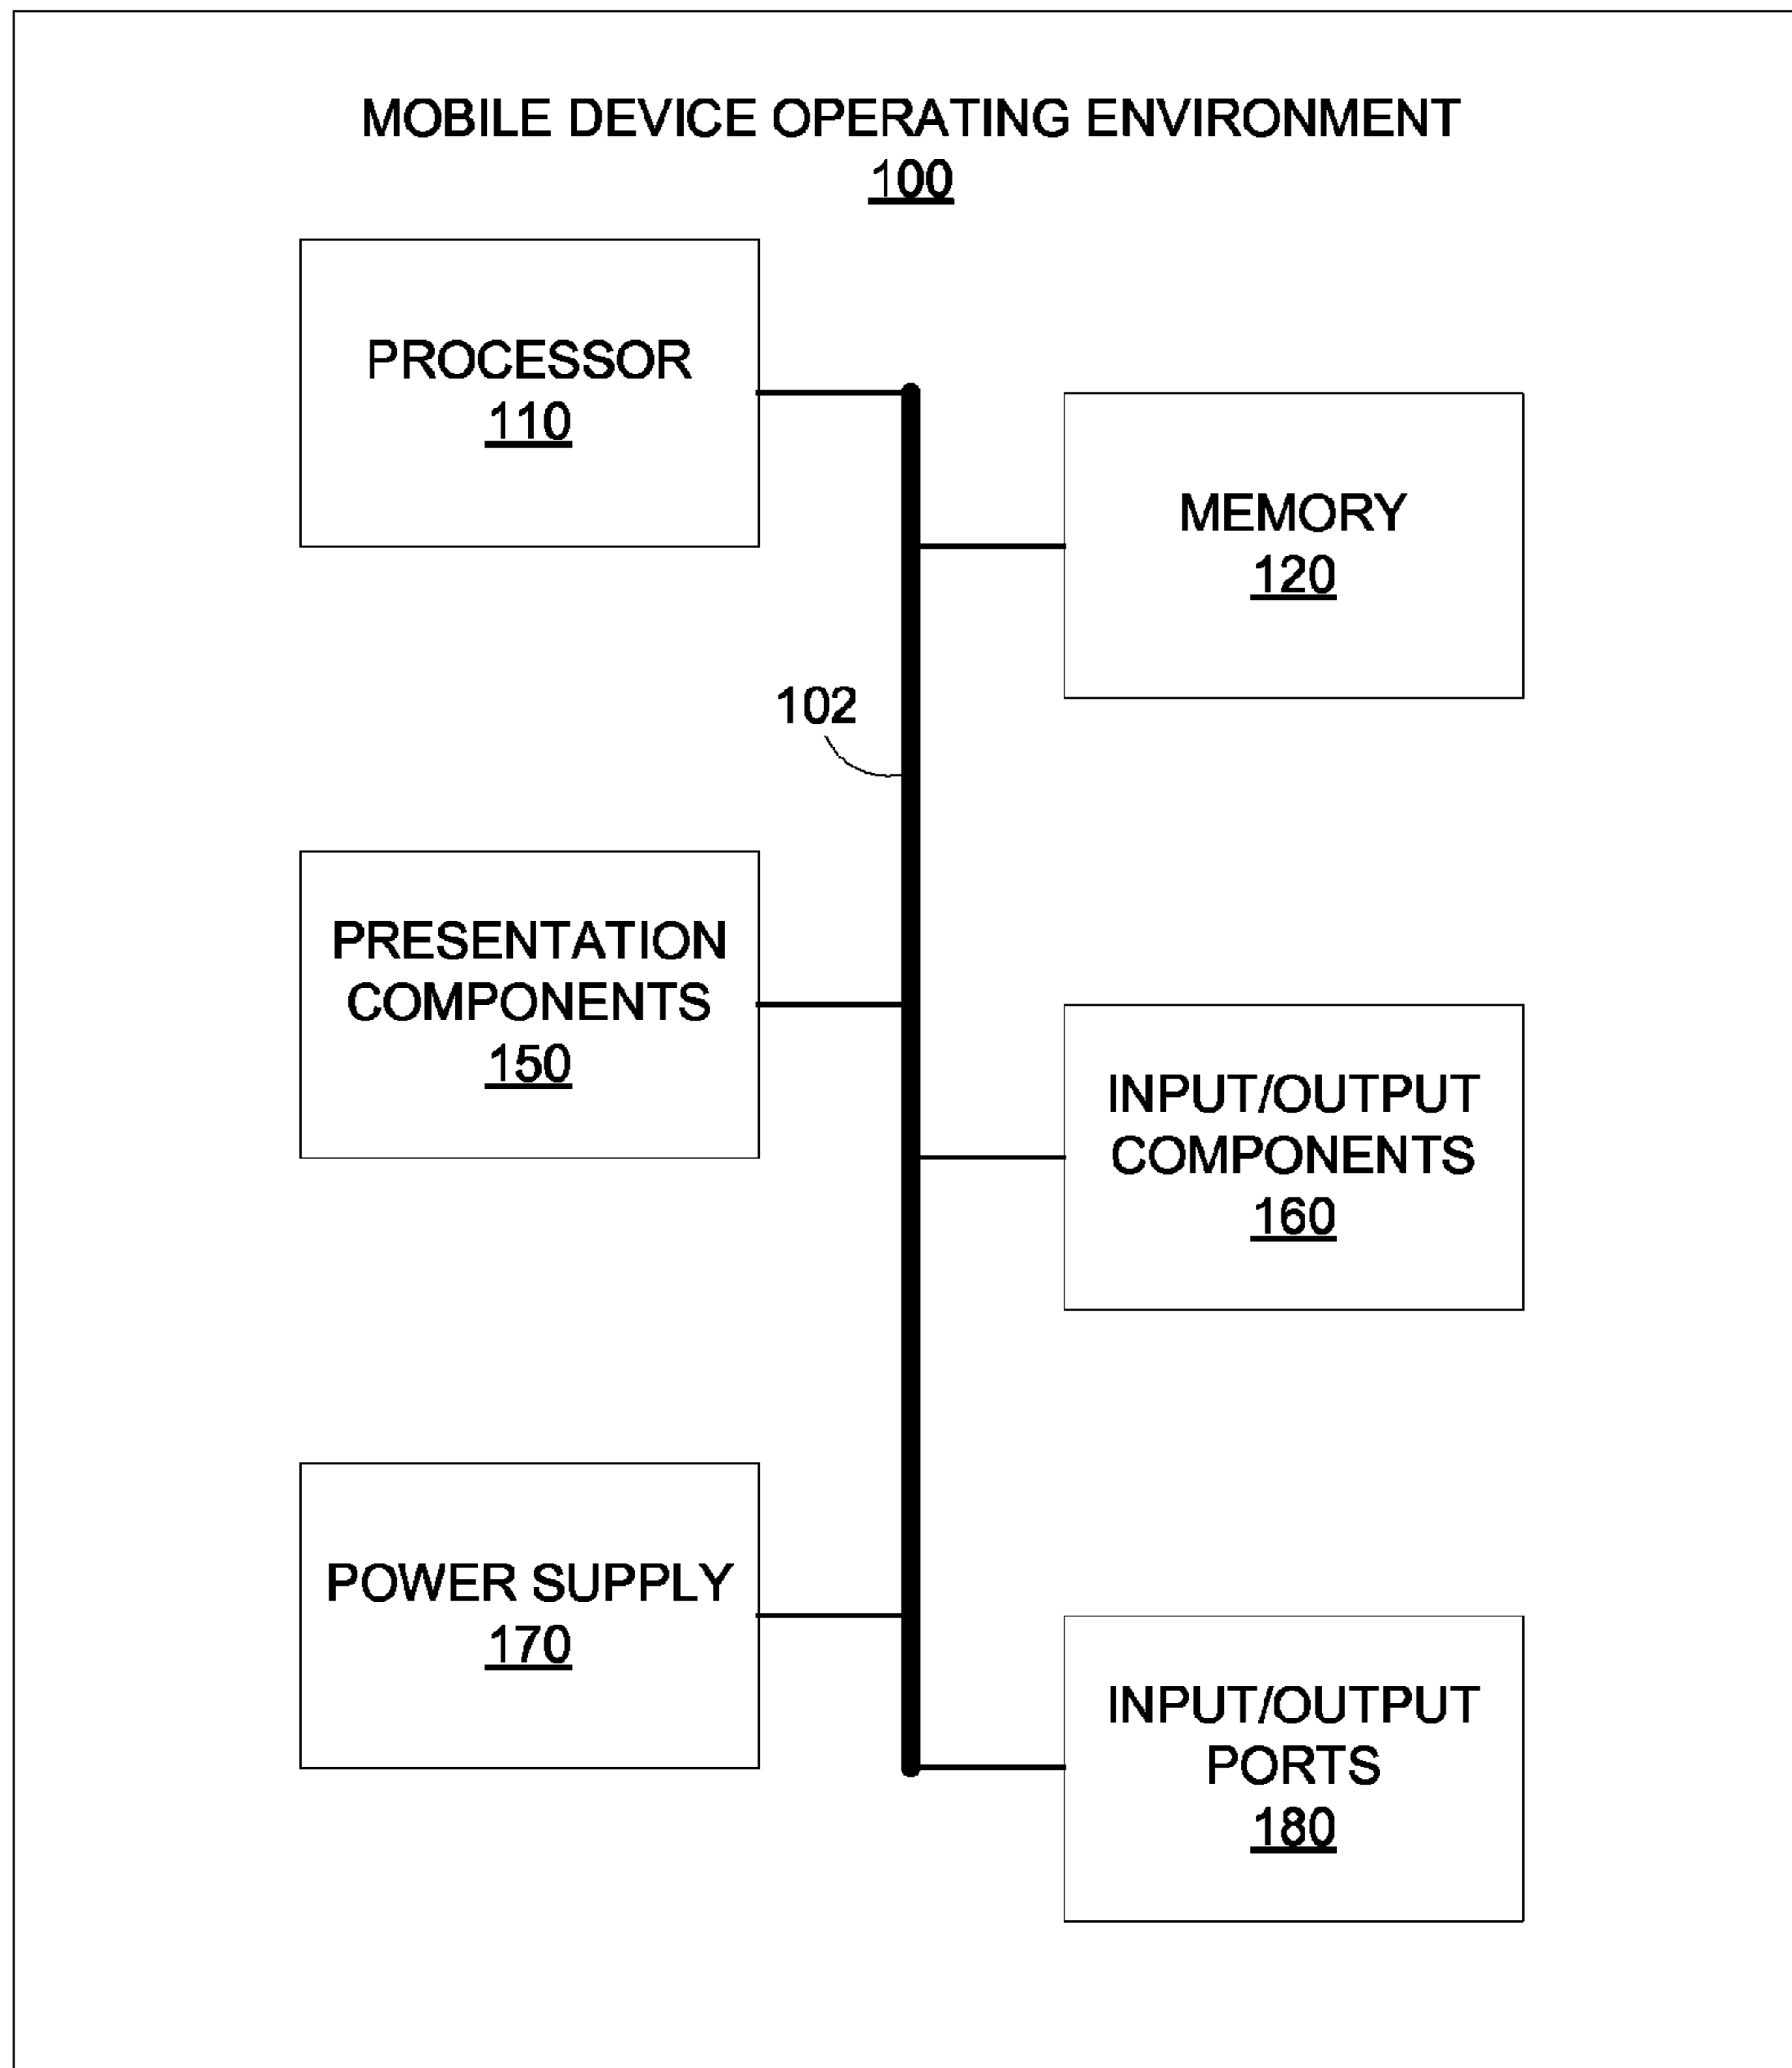 MOBILE DEVICE OPERATING ENVIRONMENT
100
PROCESSOR
110
MEMORY
120
102
PRESENTATION
COMPONENTS
150
INPUT/OUTPUT
COMPONENTS
160
POWER SUPPLY
170
INPUT/OUTPUT
PORTS
180